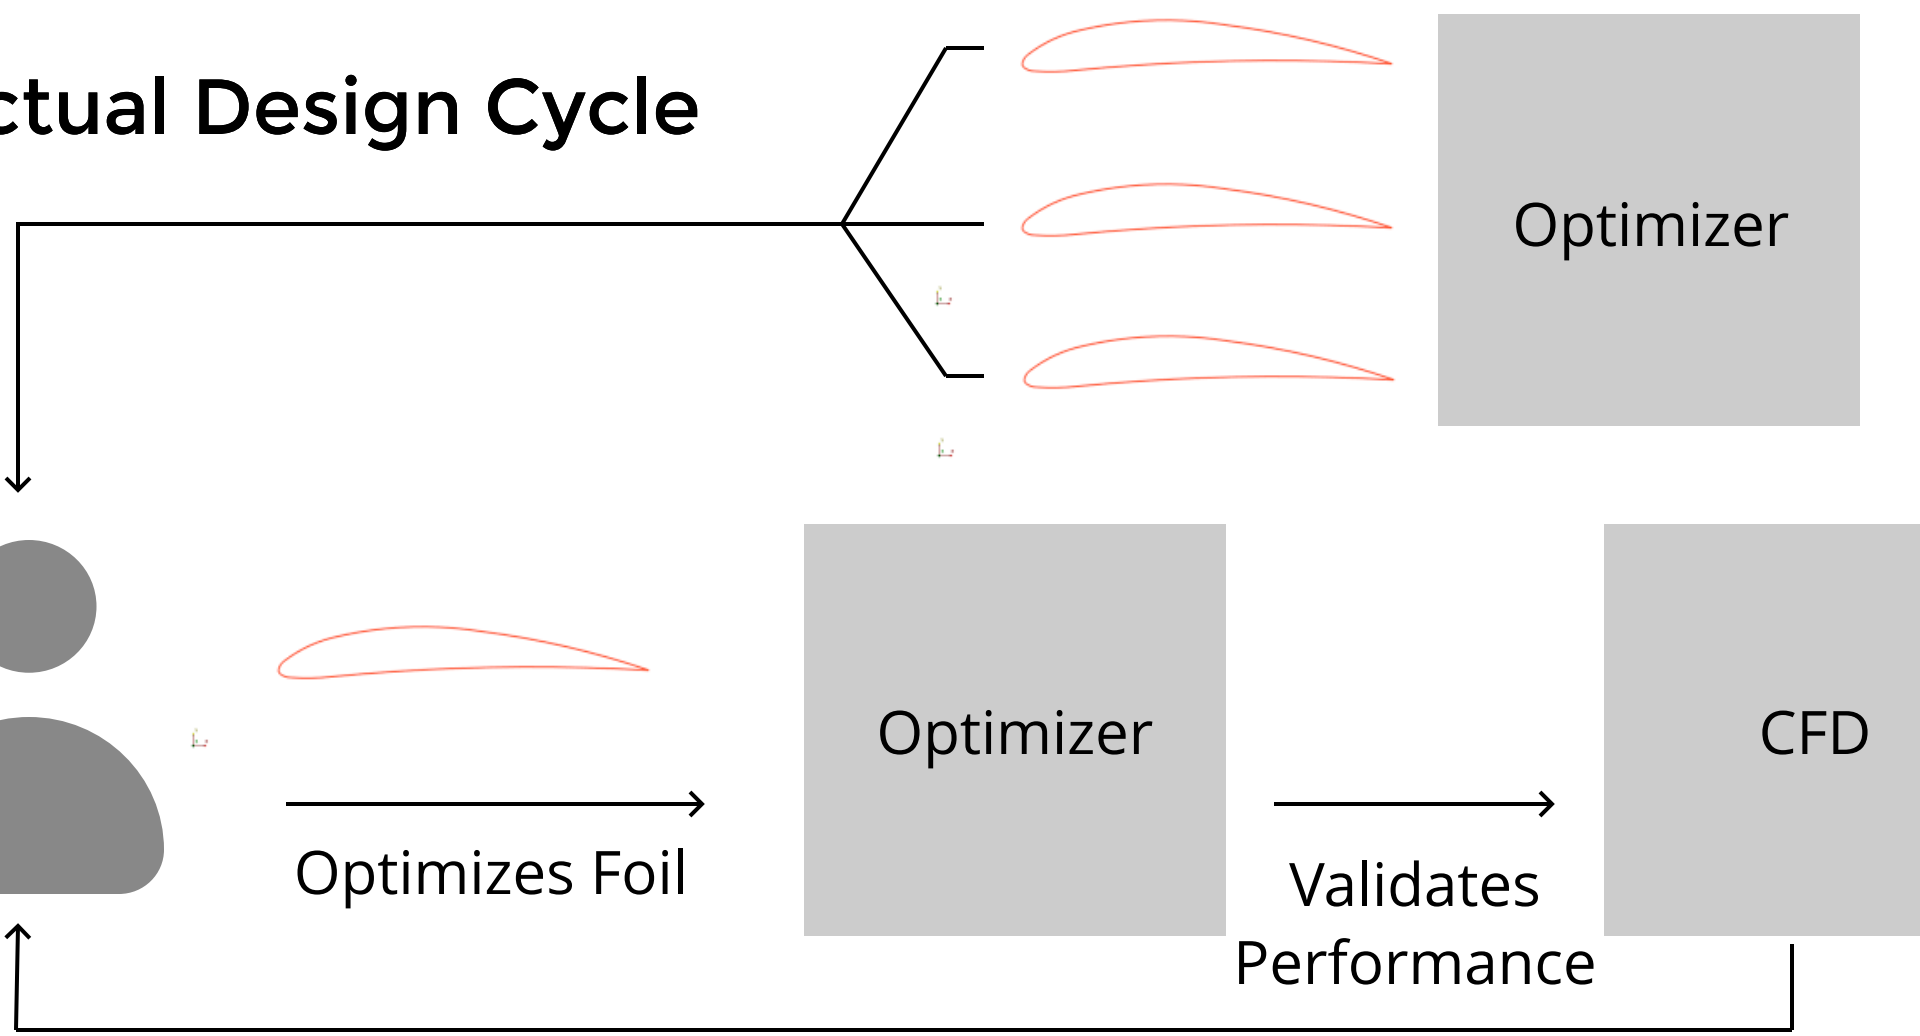 ctual Design Cycle
Optimizer
Optimizer
CFD
Optimizes Foil
Validates
Performance